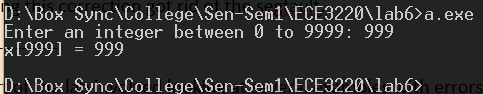 D:\Box Sync\College\Sen-Sem1\ECE3220\lab6>a.exe
Enter an integer between 0 to 9999: 999
x[999] = 999
D:\Box Sync\College\Sen-Sem1\ECE3220\lab6>